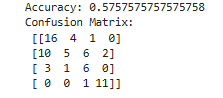 Accuracy: 0.5757575757575758
Confusion Matrix:
[[16  4  1  0]
[10  5  6  2]
[ 3  1  6  0]
[ 0  0  1 11]]